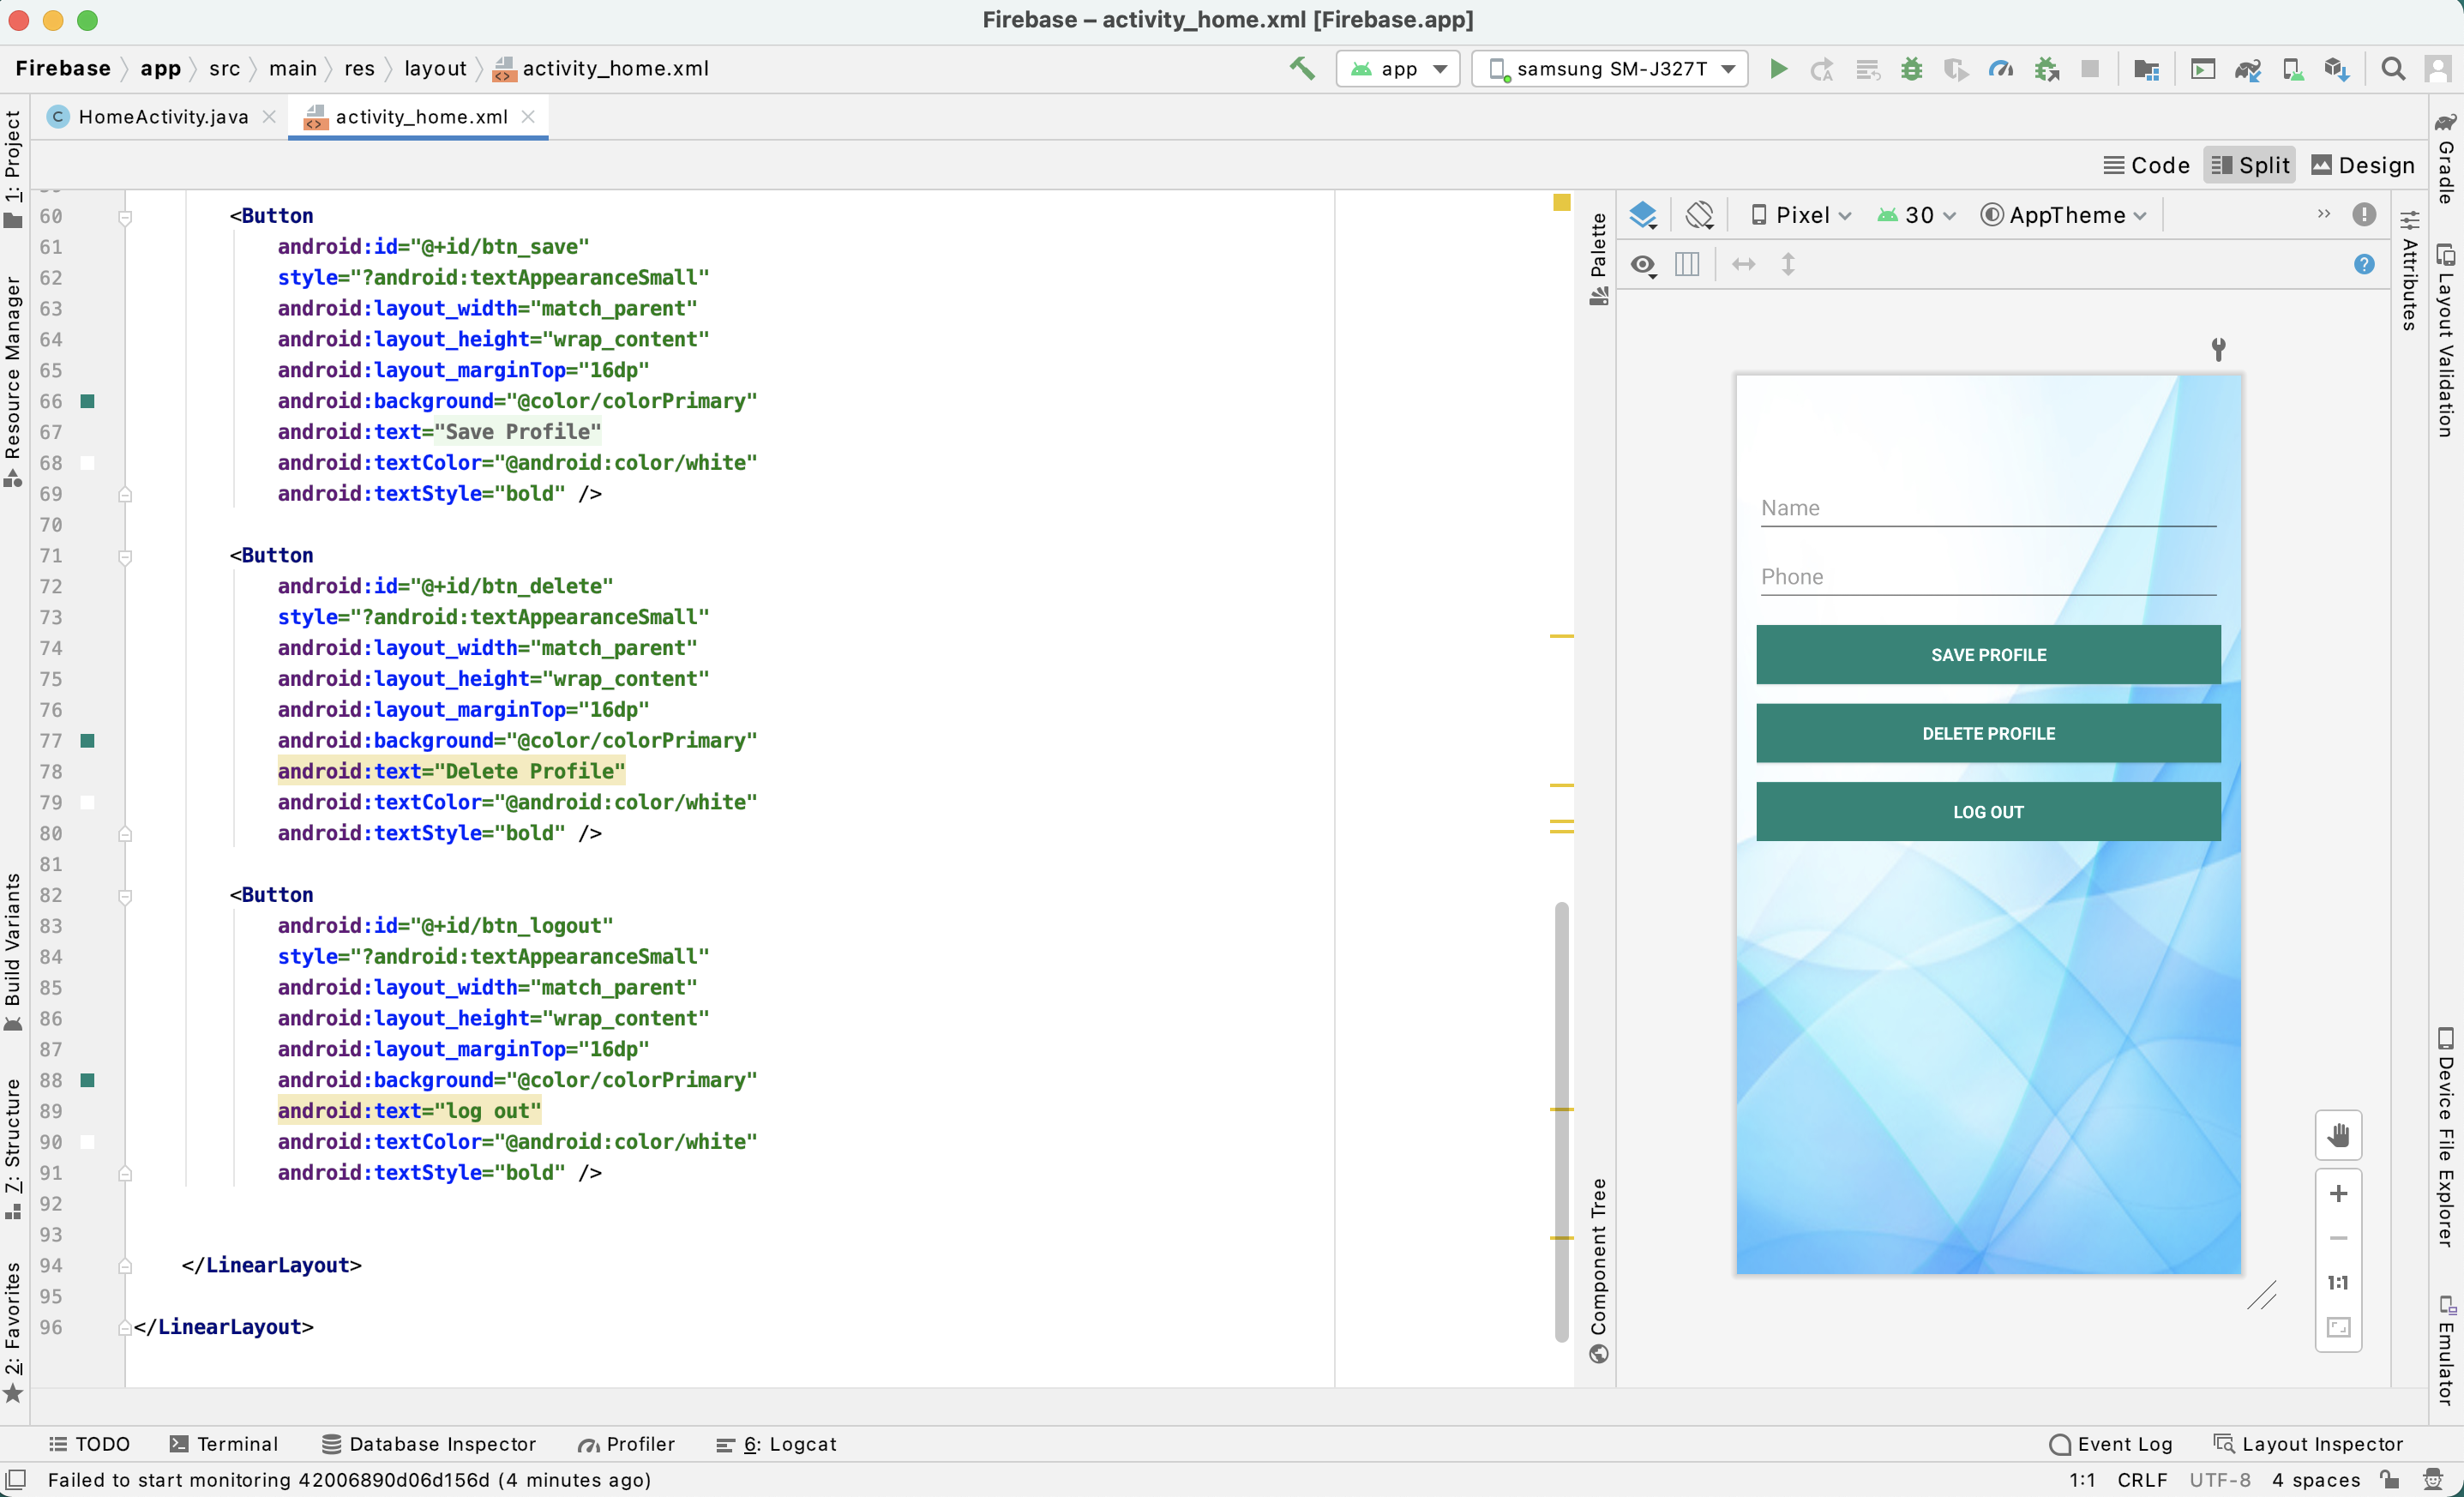 Firebase – activity_home.xml [Firebase.app]
Firebase app src main res layout activity_home.xml
app samsung SM-J327T
HomeActivity.java activity_home.xml
Code Split Design
1: Project
Resource Manager
Build Variants
7: Structure
2: Favorites
60 <Button
61 android:id="@+id/btn_save"
62 style="?android:textAppearanceSmall"
63 android:layout_width="match_parent"
64 android:layout_height="wrap_content"
65 android:layout_marginTop="16dp"
66 android:background="@color/colorPrimary"
67 android:text="Save Profile"
68 android:textColor="@android:color/white"
69 android:textStyle="bold" />
70
71 <Button
72 android:id="@+id/btn_delete"
73 style="?android:textAppearanceSmall"
74 android:layout_width="match_parent"
75 android:layout_height="wrap_content"
76 android:layout_marginTop="16dp"
77 android:background="@color/colorPrimary"
78 android:text="Delete Profile"
79 android:textColor="@android:color/white"
80 android:textStyle="bold" />
81
82 <Button
83 android:id="@+id/btn_logout"
84 style="?android:textAppearanceSmall"
85 android:layout_width="match_parent"
86 android:layout_height="wrap_content"
87 android:layout_marginTop="16dp"
88 android:background="@color/colorPrimary"
89 android:text="log out"
90 android:textColor="@android:color/white"
91 android:textStyle="bold" />
92
93
94 </LinearLayout>
95
96 </LinearLayout>
Palette
Component Tree
Pixel 30 AppTheme
Name
Phone
SAVE PROFILE
DELETE PROFILE
LOG OUT
1:1
Attributes
Gradle
Layout Validation
Device File Explorer
Emulator
TODO Terminal Database Inspector Profiler 6: Logcat Event Log Layout Inspector
Failed to start monitoring 42006890d06d156d (4 minutes ago) 1:1 CRLF UTF-8 4 spaces